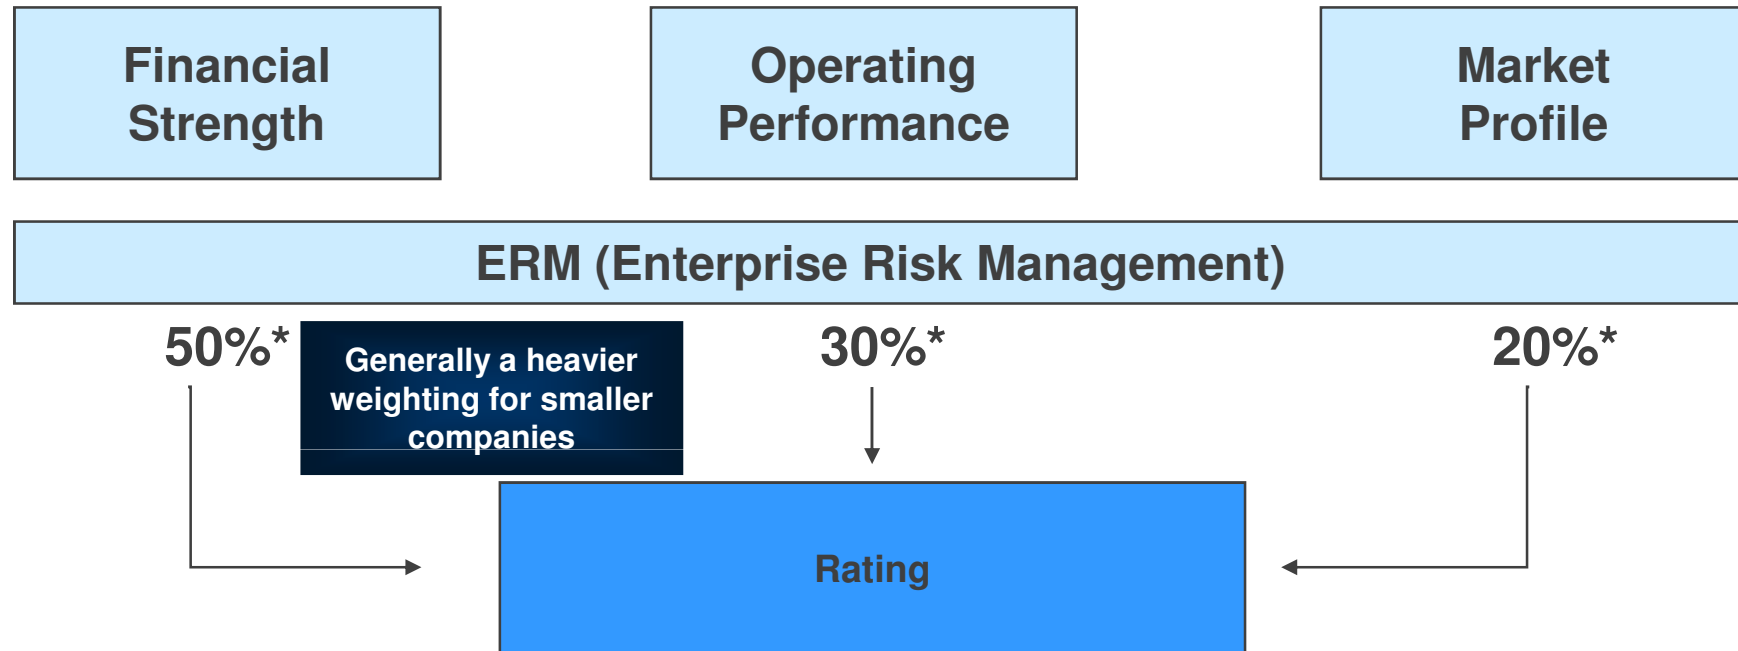 Financial
Strength
Operating
Performance
Market
Profile
ERM (Enterprise Risk Management)
50%*
Generally a heavier
weighting for smaller
companies
30%*
20%*
Rating